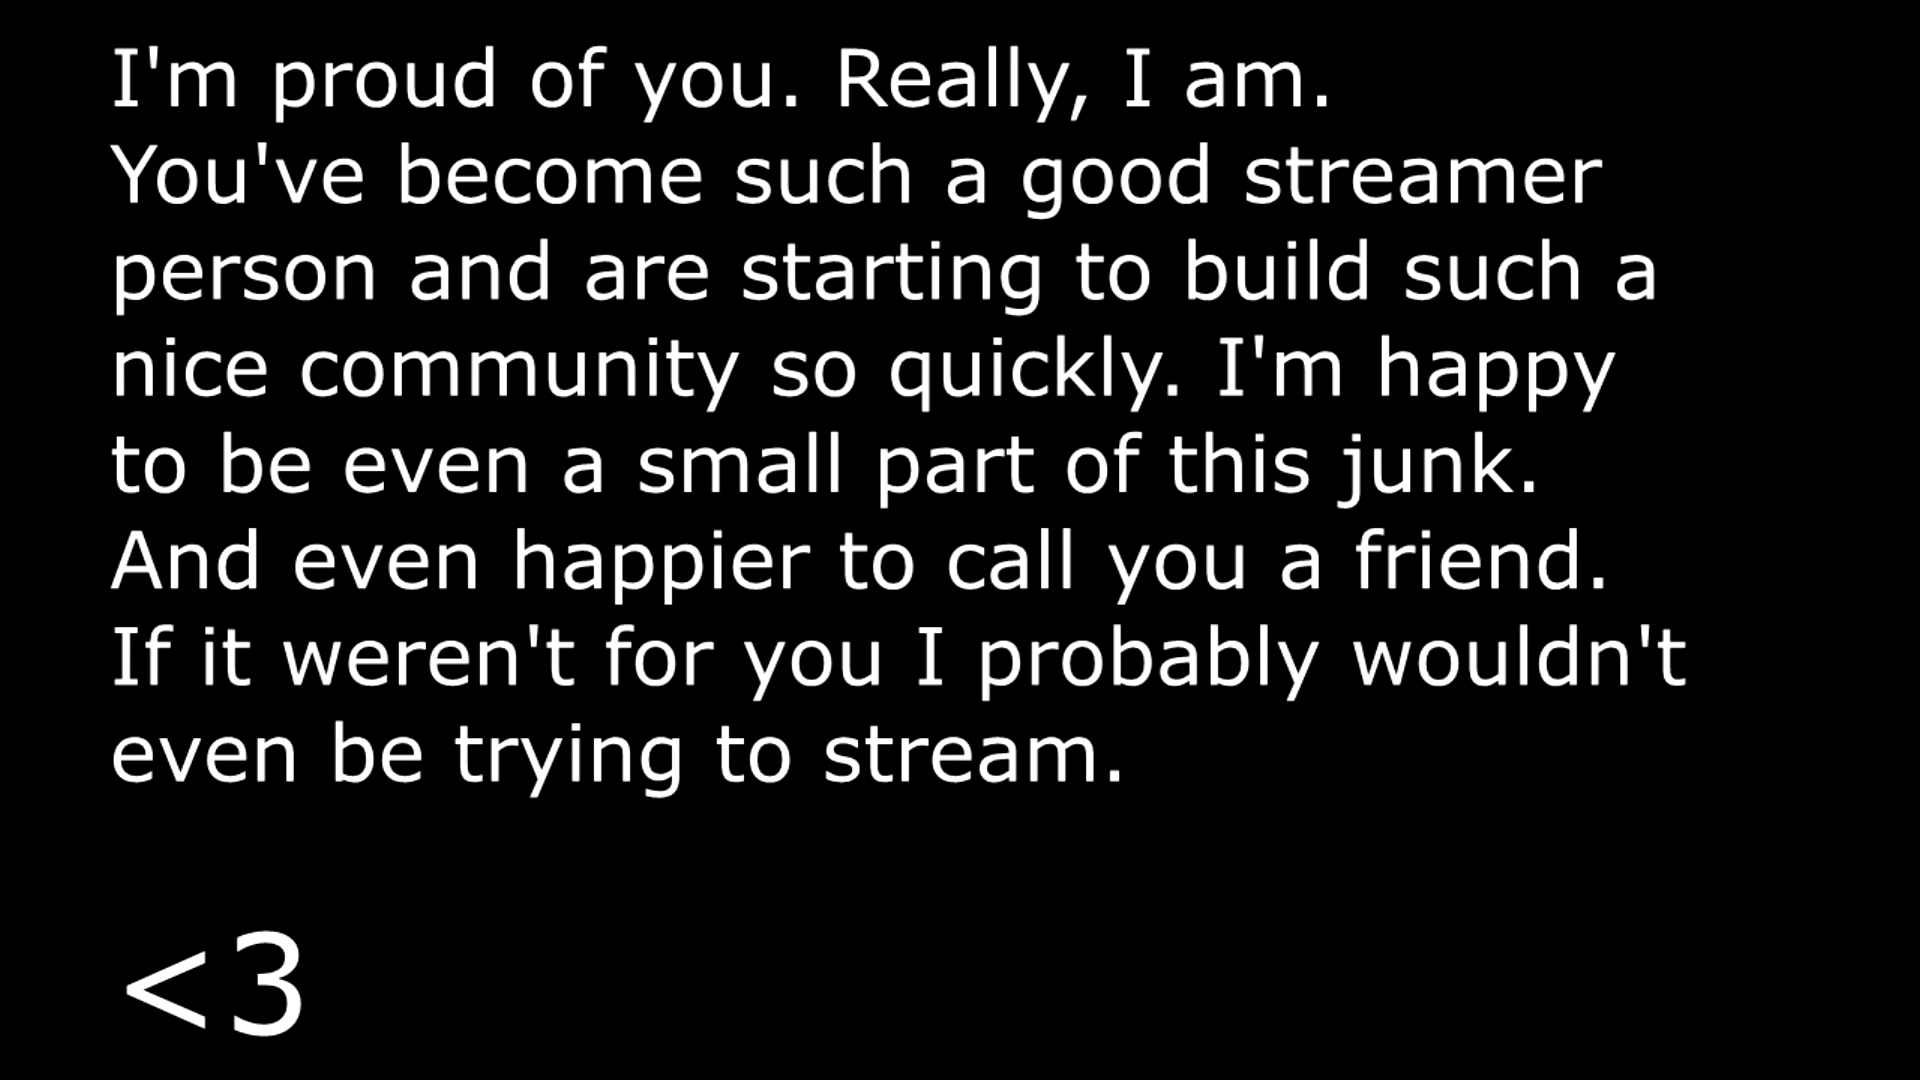 I'm proud of you. Really, I am.
You've become such a good streamer
person and are starting to build such a
nice community so quickly. I'm happy
to be even a small part of this junk.
And even happier to call you a friend.
If it weren't for you I probably wouldn't
even be trying to stream.
<3